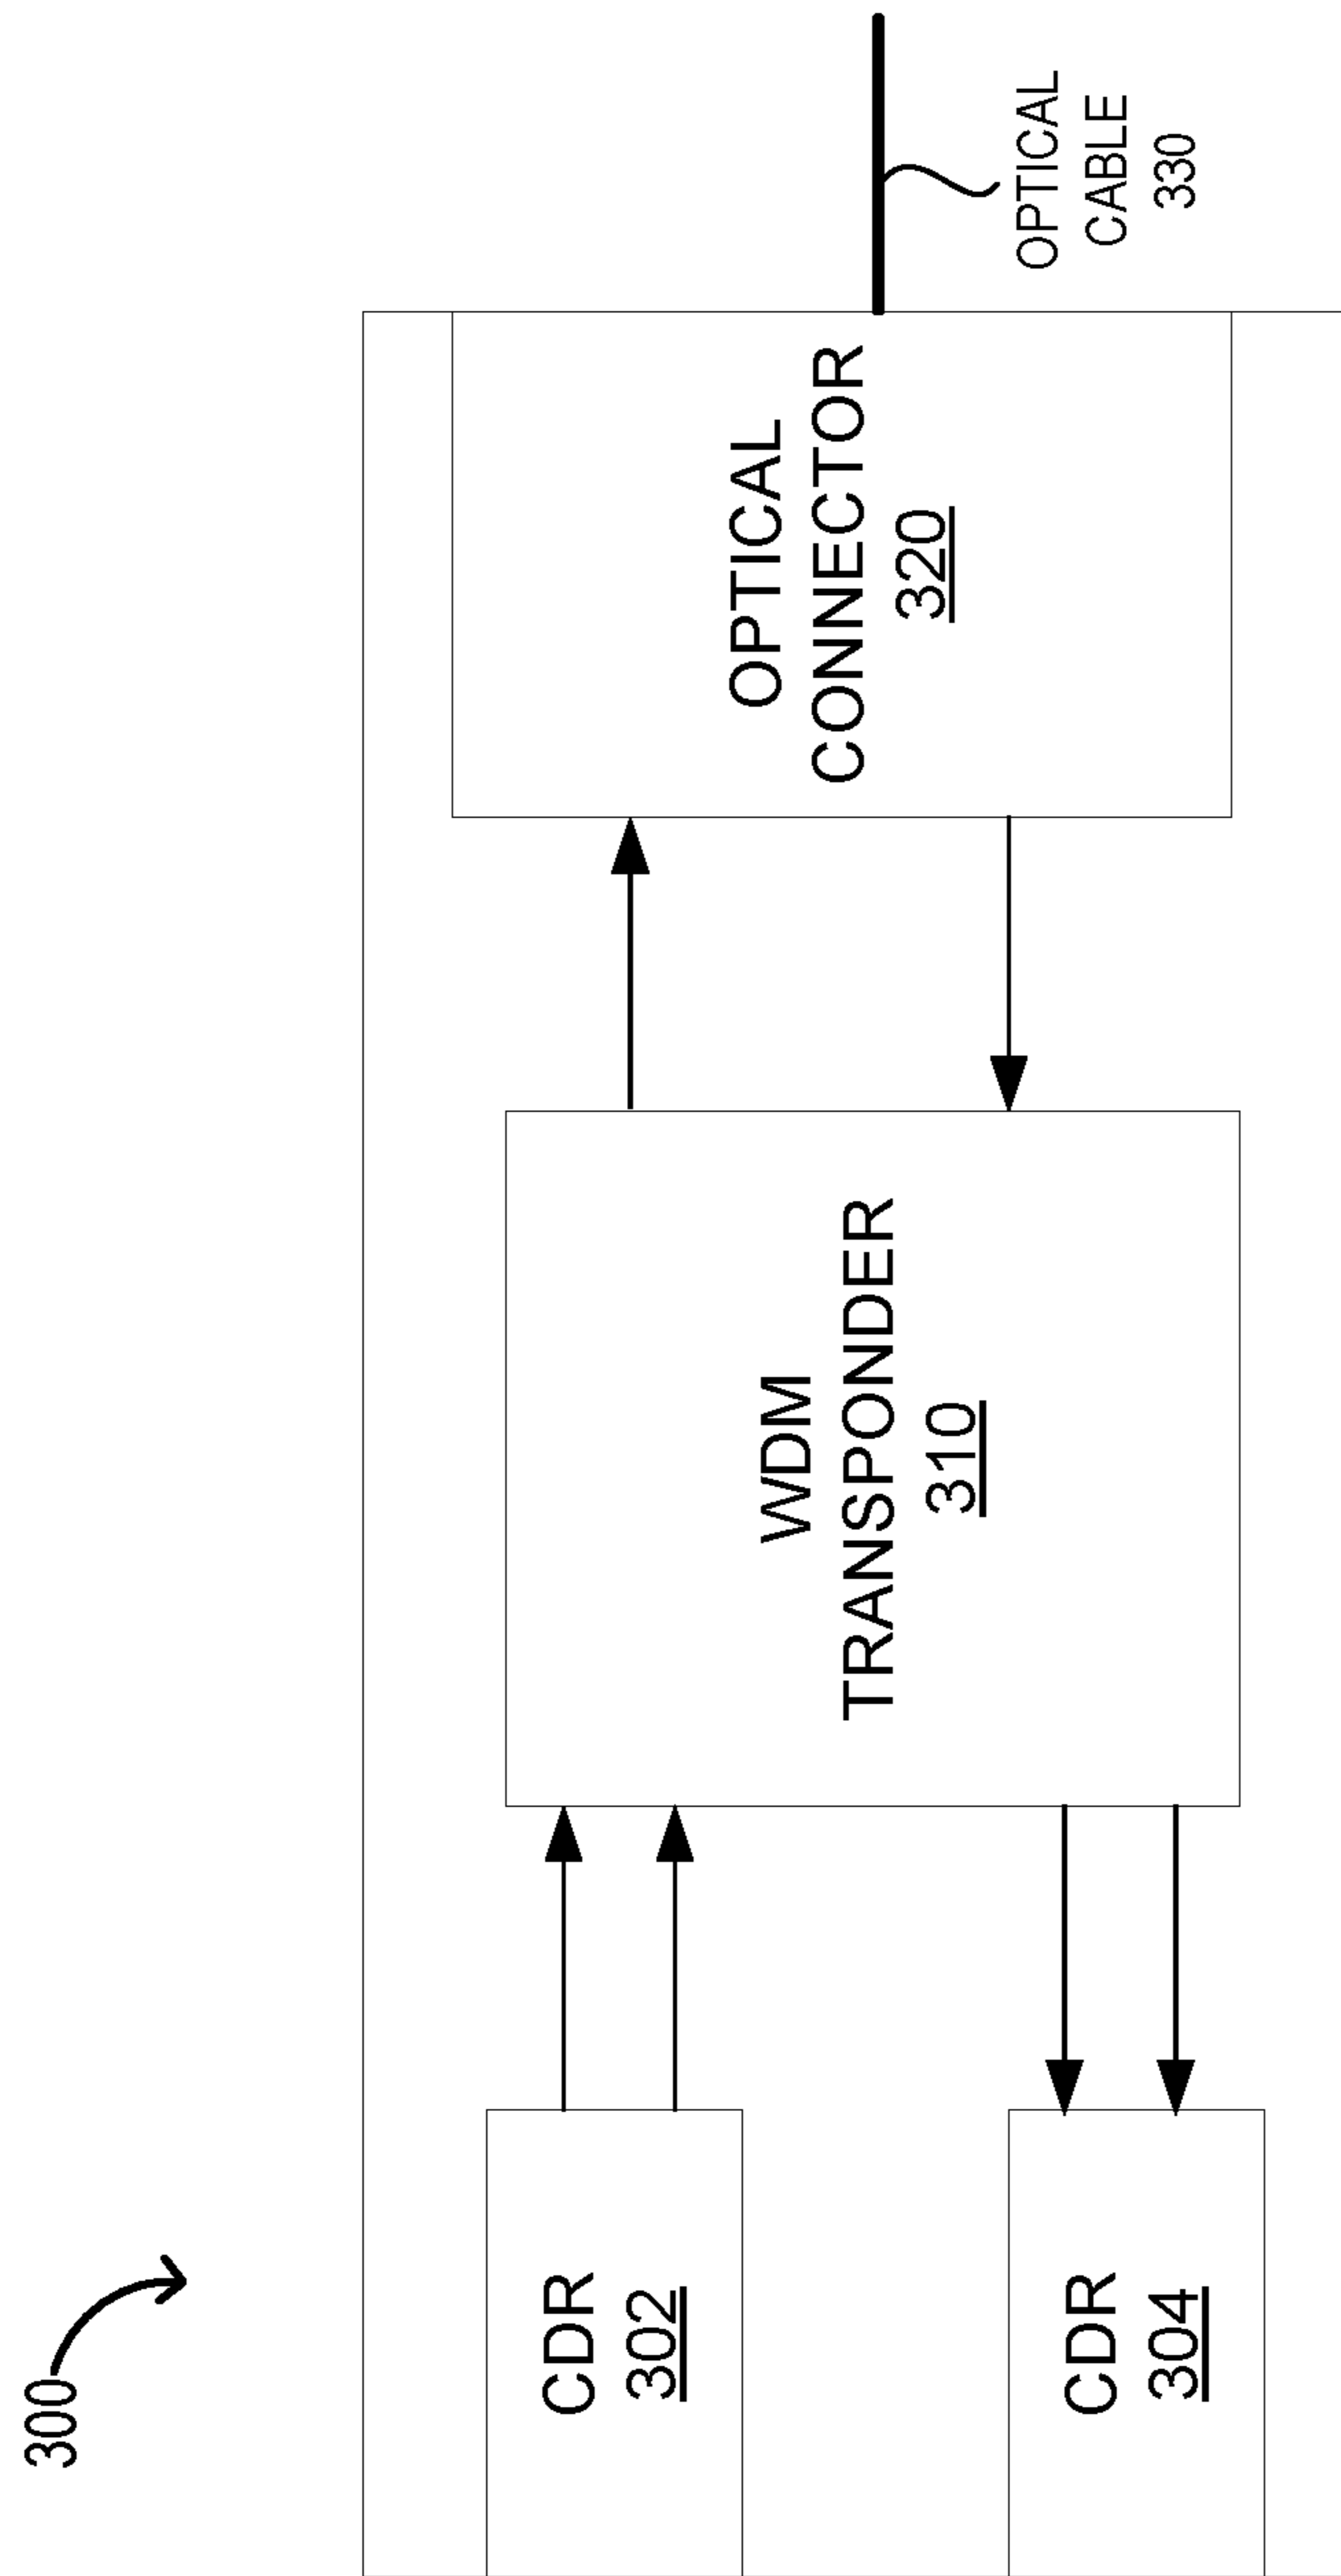 300
CDR
302
CDR
304
WDM
TRANSPONDER
310
OPTICAL
CONNECTOR
320
OPTICAL
CABLE
330